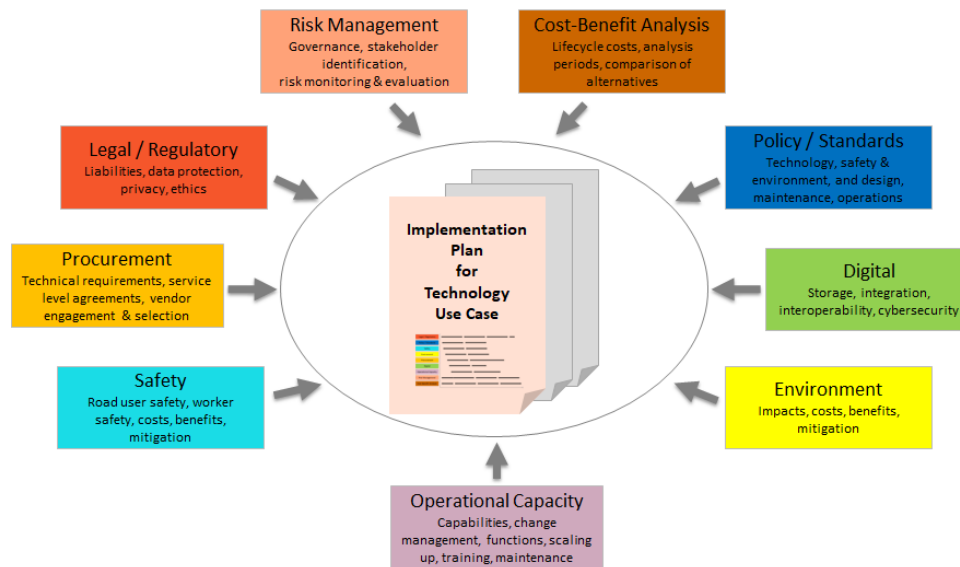 Risk Management
Governance, stakeholder
identification,
risk monitoring & evaluation
Cost-Benefit Analysis
Lifecycle costs, analysis
periods, comparison of
alternatives
Legal / Regulatory
Liabilities, data protection,
privacy, ethics
Policy / Standards
Technology, safety &
environment, and design,
maintenance, operations
Implementation
Plan
for
Technology
Use Case
Procurement
Technical requirements, service
level agreements, vendor
engagement & selection
Digital
Storage, integration,
interoperability, cybersecurity
Safety
Road user safety, worker
safety, costs, benefits,
mitigation
Environment
Impacts, costs, benefits,
mitigation
Operational Capacity
Capabilities, change
management, functions, scaling
up, training, maintenance